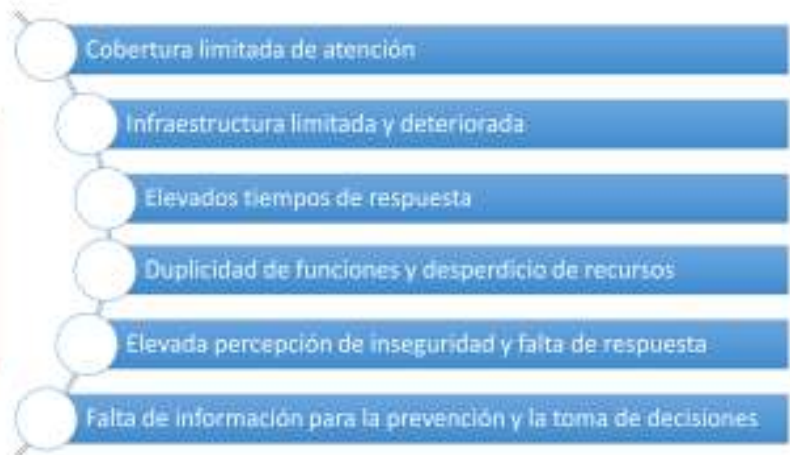 Cobertura limitada de atención
Infraestructura limitada y deteriorada
Elevados tiempos de respuesta
Duplicidad de funciones y desperdicio de recursos
Elevada percepción de inseguridad y falta de respuesta
Falta de información para la prevención y la toma de decisiones